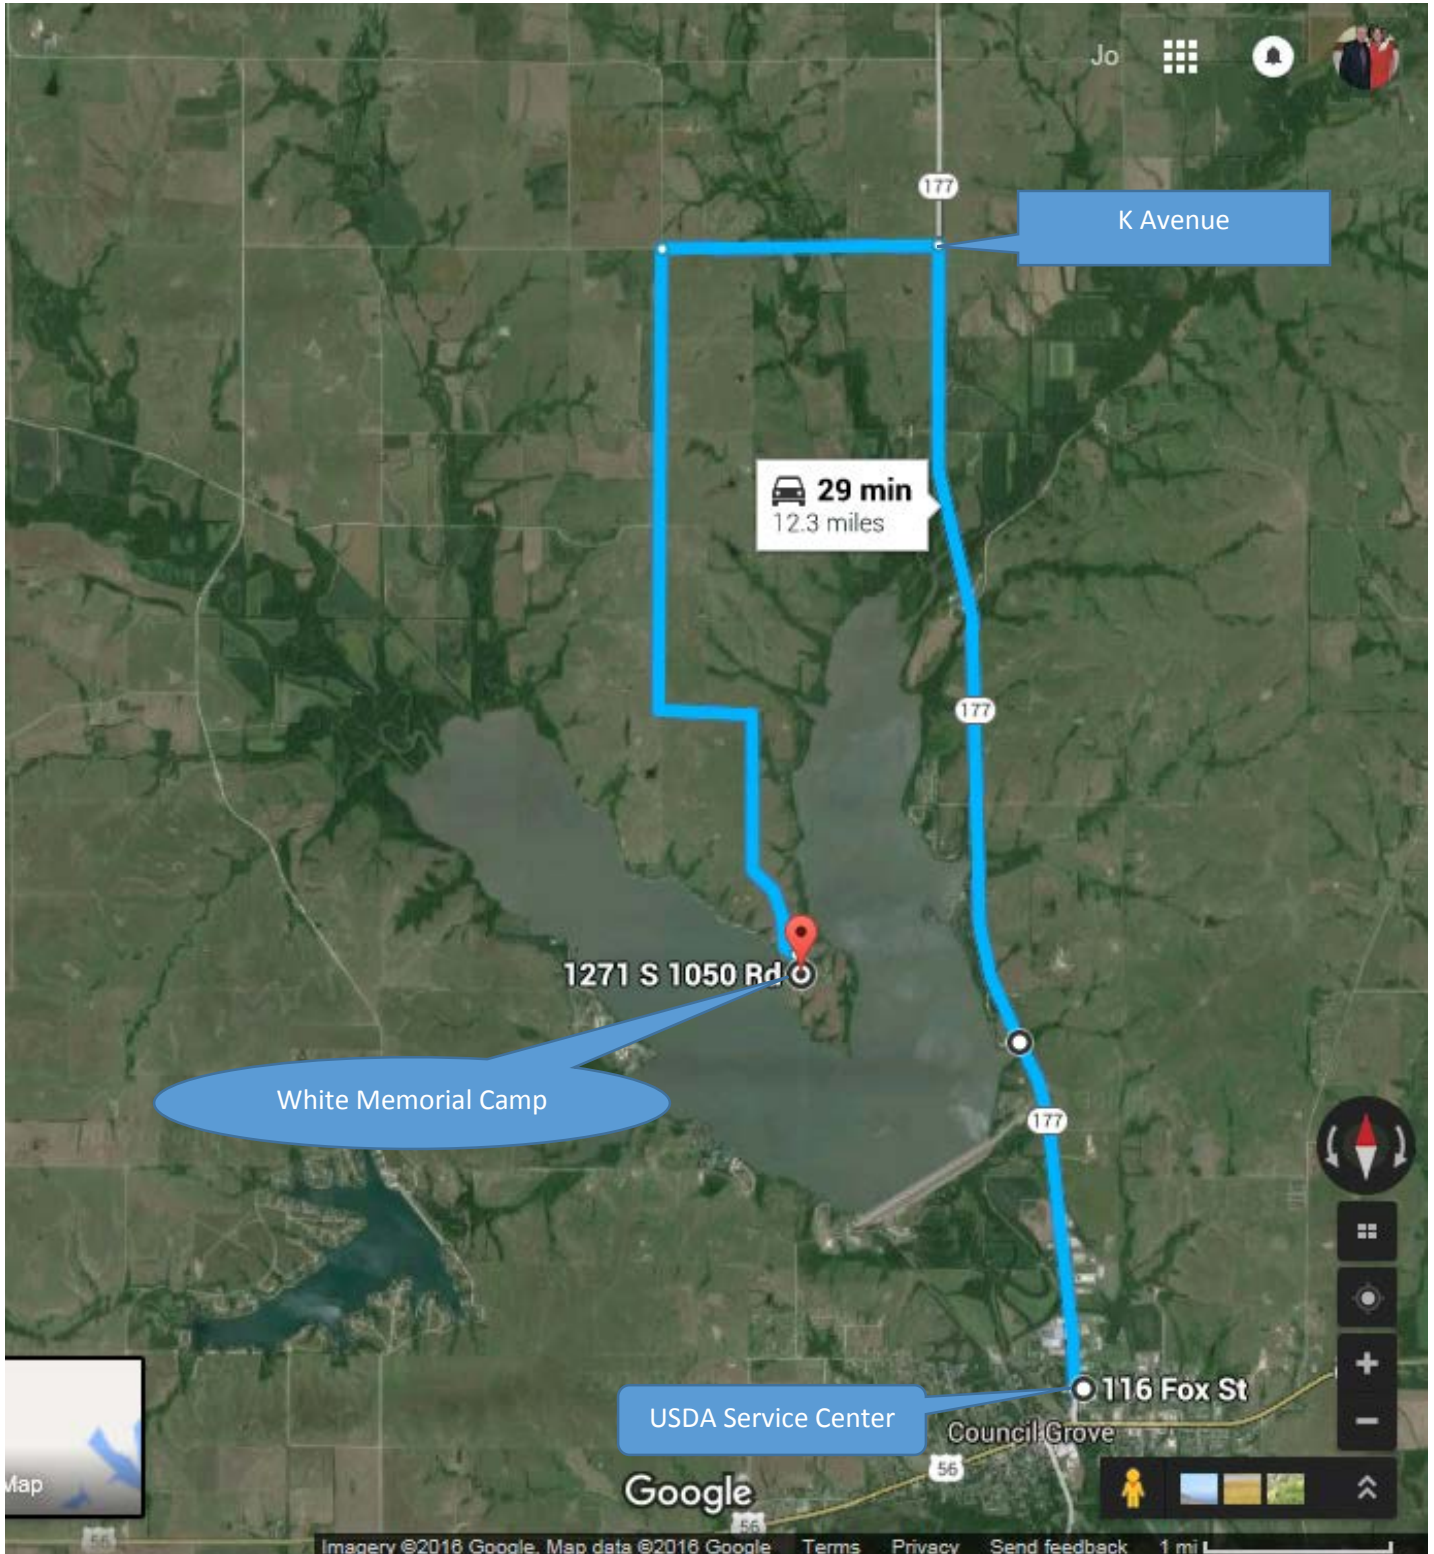 Jo
177
K Avenue
29 min
12.3 miles
177
1271 S 1050 Rd
White Memorial Camp
177
116 Fox St
USDA Service Center
Council Grove
56
Map
Google
56
56
Imagery ©2016 Google, Map data ©2016 Google Terms Privacy Send feedback 1 mi